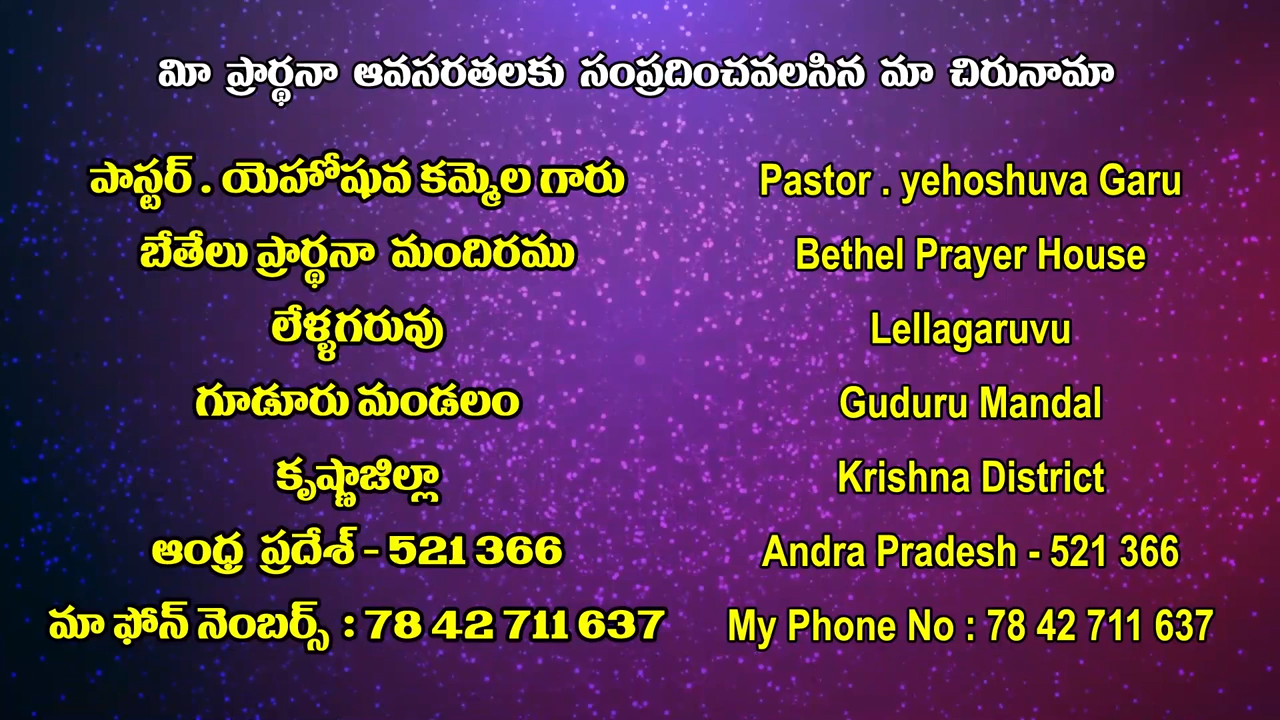 మీ ప్రార్థనా ఆవసరతలకు సంప్రదించవలసిన మా చిరునామా
పాస్టర్ . యెహోషువ కమ్మెల గారు
Pastor . yehoshuva Garu
బేతేలు ప్రార్థనా మందిరము
Bethel Prayer House
లేళ్ళగరువు
Lellagaruvu
గూడూరు మండలం
Guduru Mandal
కృష్ణాజిల్లా
Krishna District
ఆంధ్ర ప్రదేశ్ - 521 366
Andra Pradesh - 521 366
మా ఫోన్ నెంబర్స్ : 78 42 711 637
My Phone No : 78 42 711 637